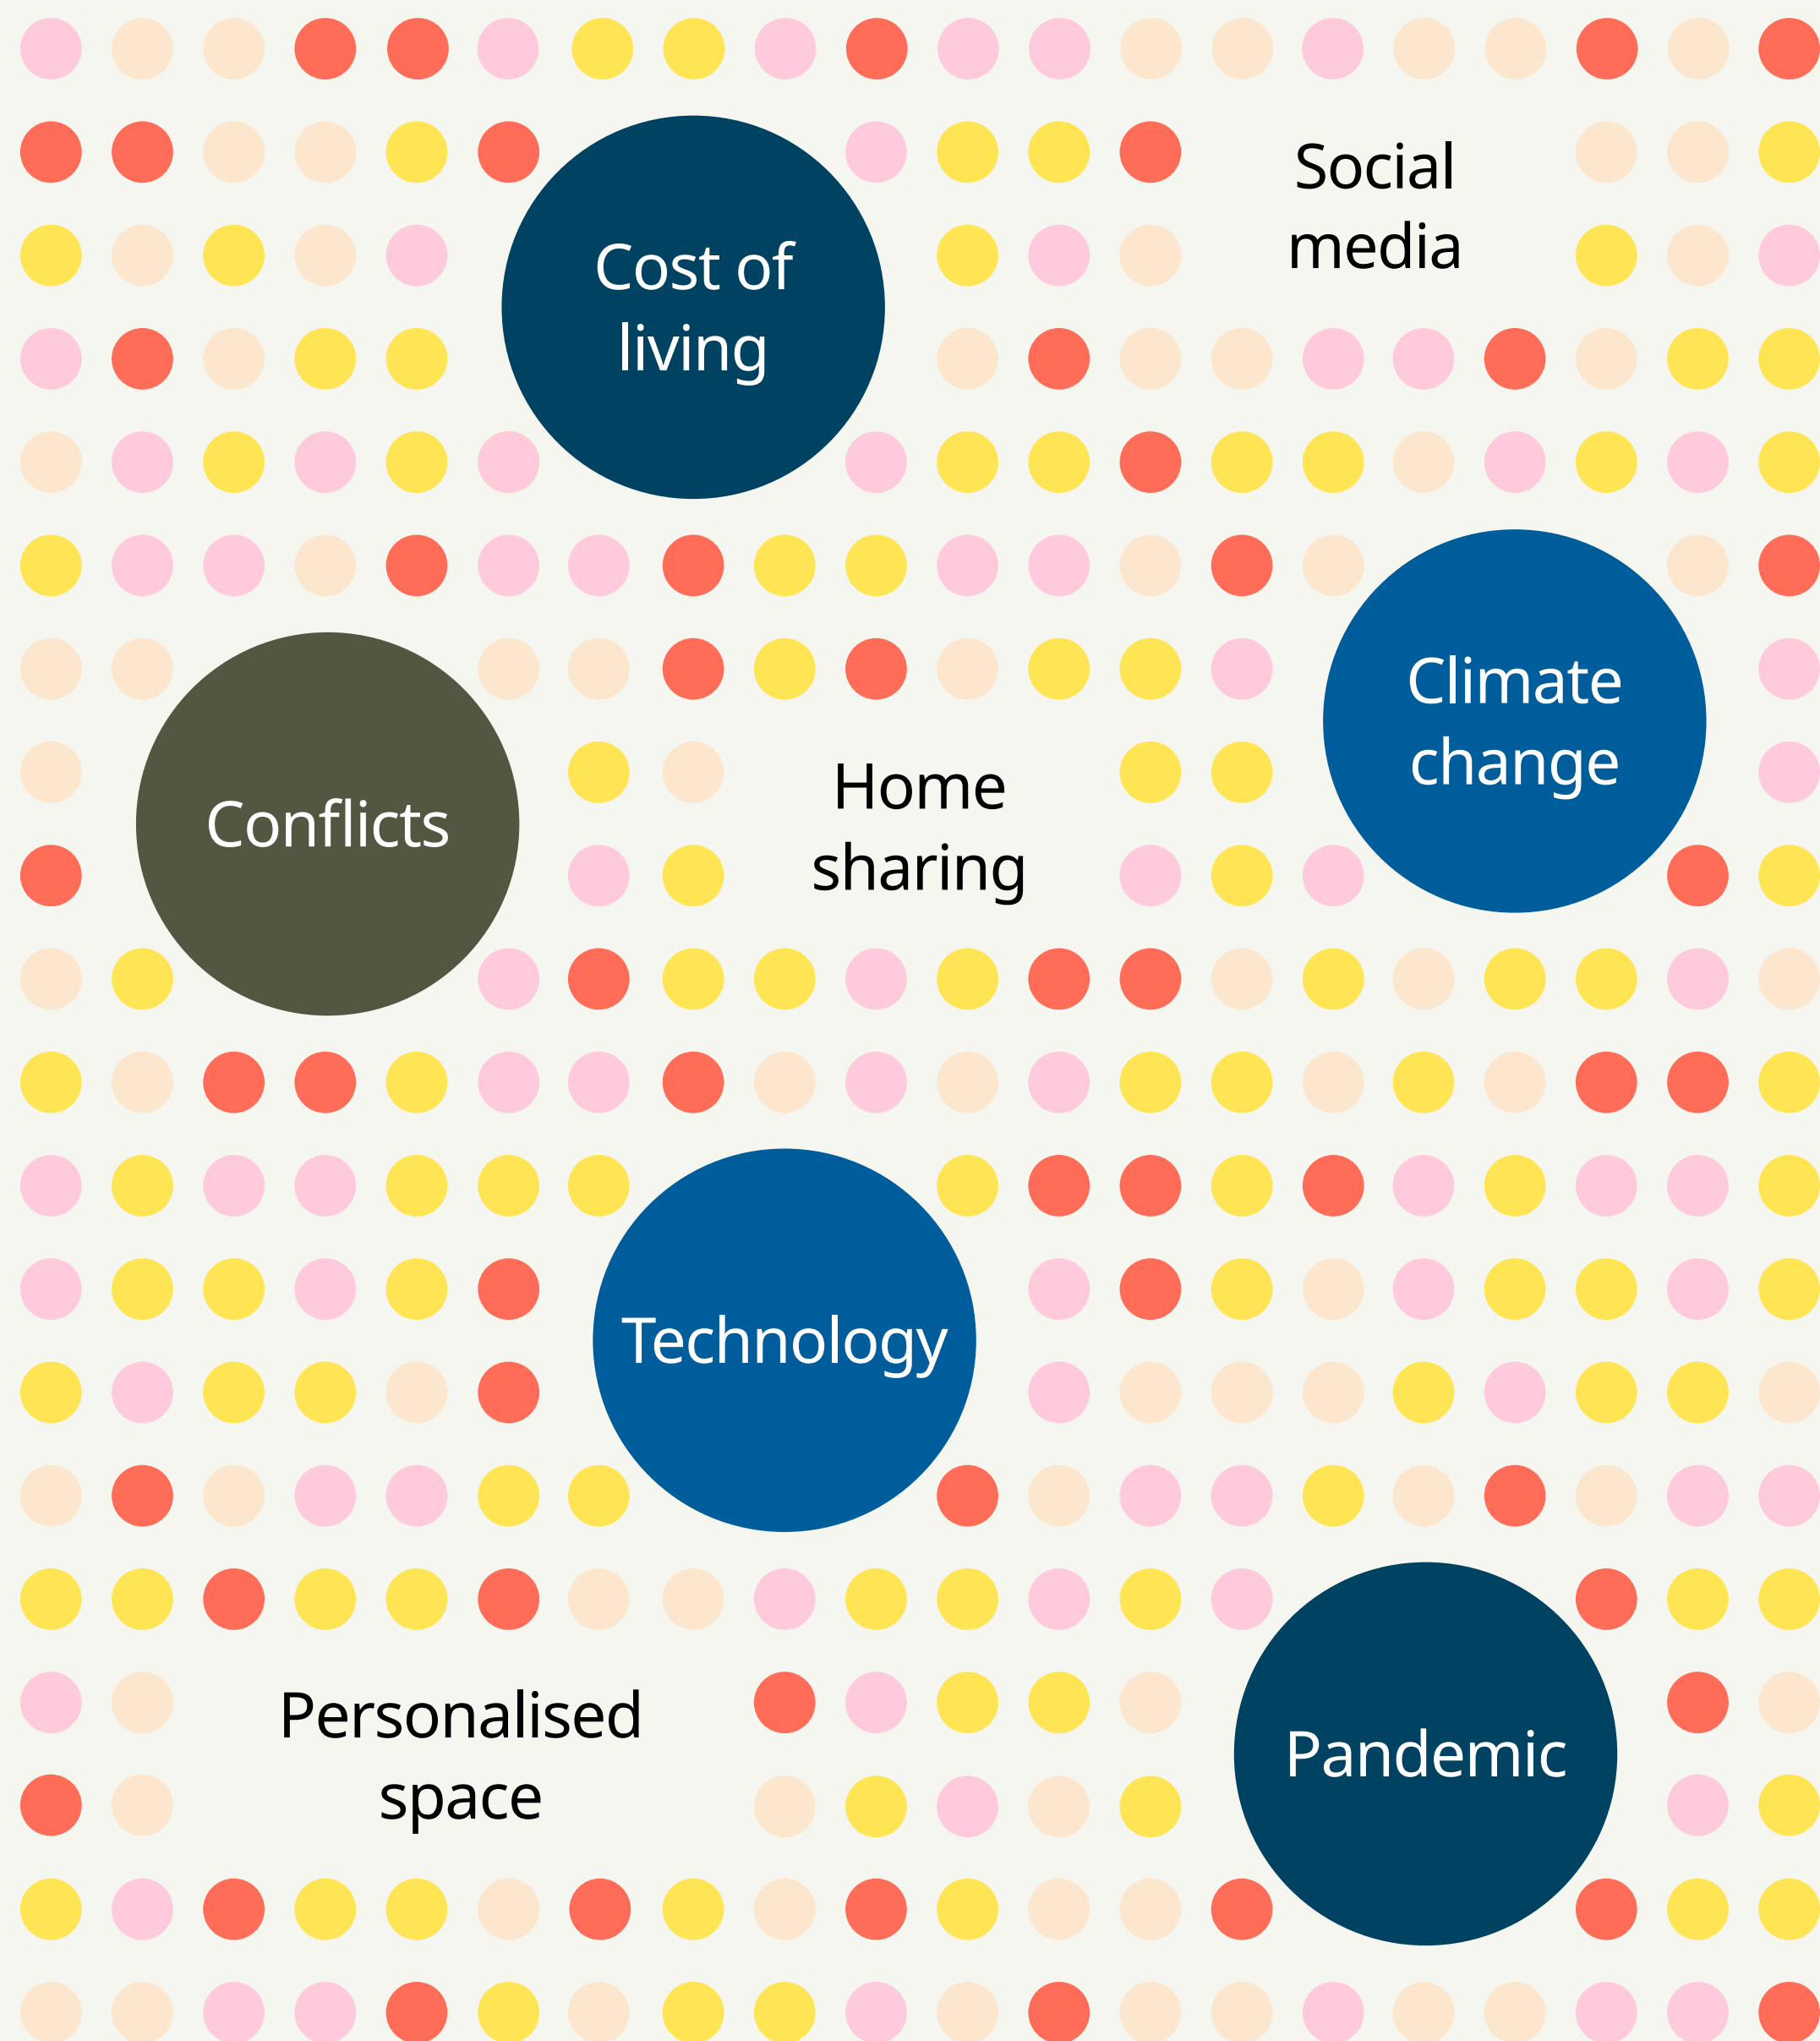 Social
media
Cost of
living
Climate
change
Conflicts
Home
sharing
Technology
Personalised
space
Pandemic